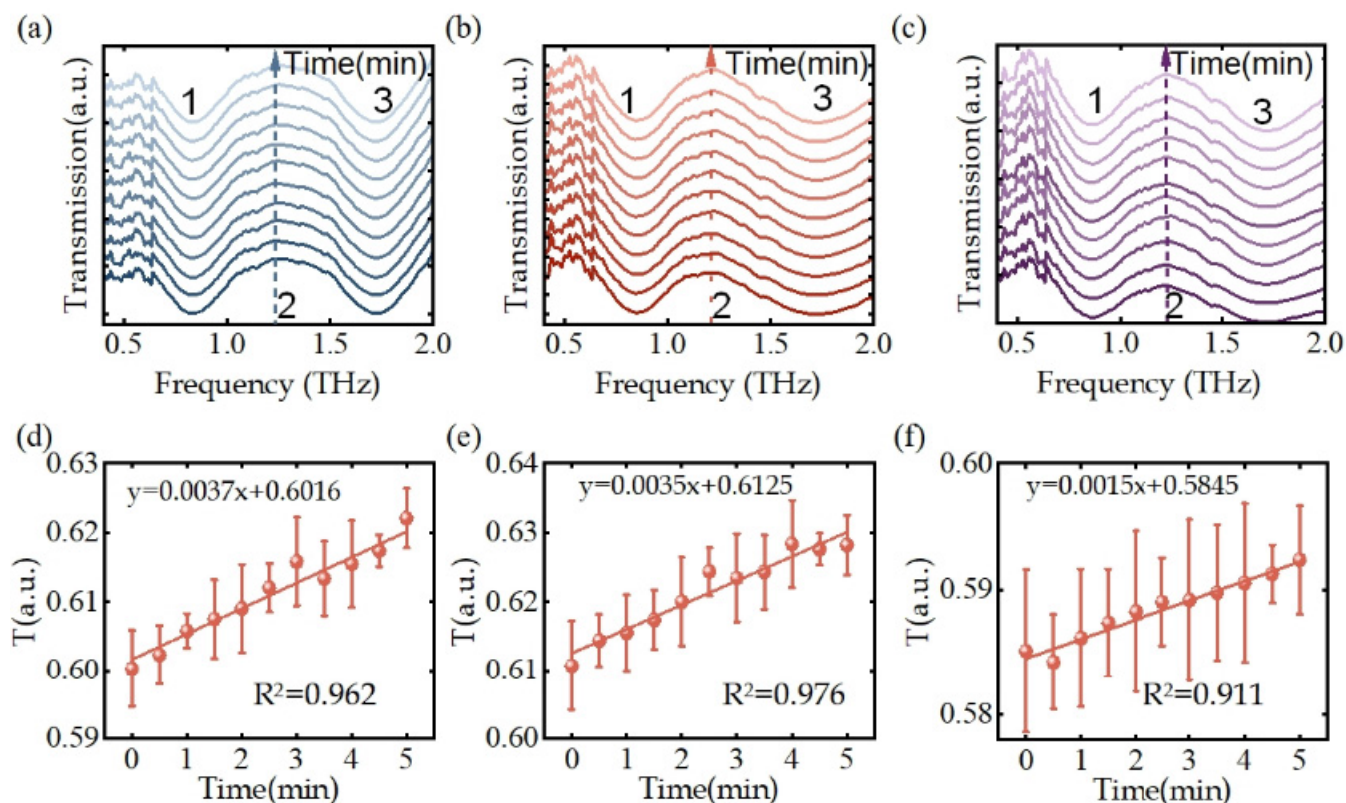 (a)
Time(min)
1
3
2
Transmission(a.u.)
0.5 1.0 1.5 2.0
Frequency (THz)
(b)
Time(min)
1
3
2
Transmission(a.u.)
0.5 1.0 1.5 2.0
Frequency (THz)
(c)
Time(min)
1
3
2
Transmission(a.u.)
0.5 1.0 1.5 2.0
Frequency (THz)
(d)
0.63
y=0.0037x+0.6016
0.62
0.61
0.60
0.59
T(a.u.)
R²=0.962
0 1 2 3 4 5
Time(min)
(e)
0.64
y=0.0035x+0.6125
0.63
0.62
0.61
0.60
T(a.u.)
R²=0.976
0 1 2 3 4 5
Time(min)
(f)
0.60
y=0.0015x+0.5845
0.59
0.58
T(a.u.)
R²=0.911
0 1 2 3 4 5
Time(min)